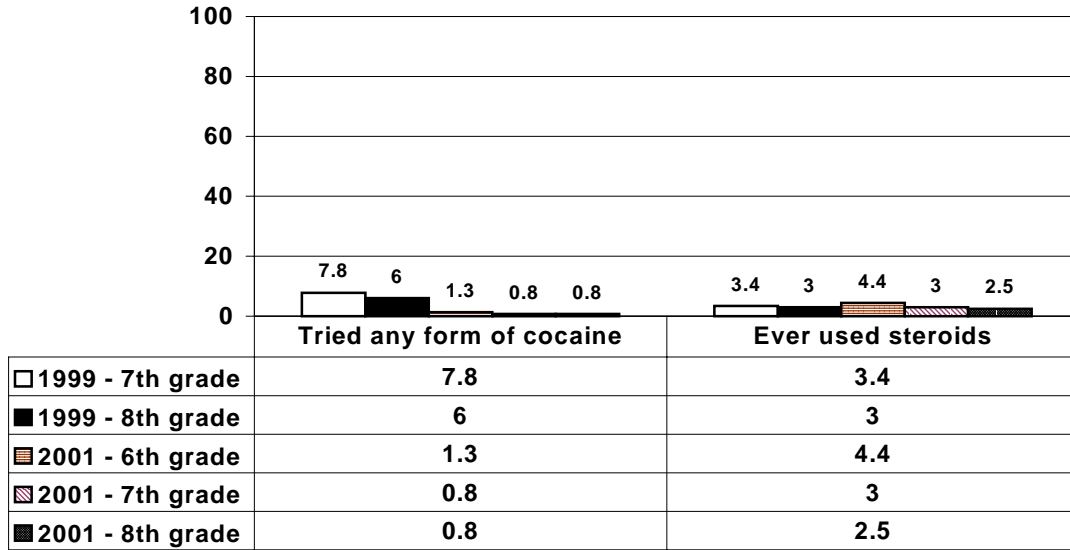 100
80
60
40
20
0
7.8 6 1.3 0.8 0.8 3.4 3 4.4 3 2.5
Tried any form of cocaine Ever used steroids
1999 - 7th grade 7.8 3.4
1999 - 8th grade 6 3
2001 - 6th grade 1.3 4.4
2001 - 7th grade 0.8 3
2001 - 8th grade 0.8 2.5